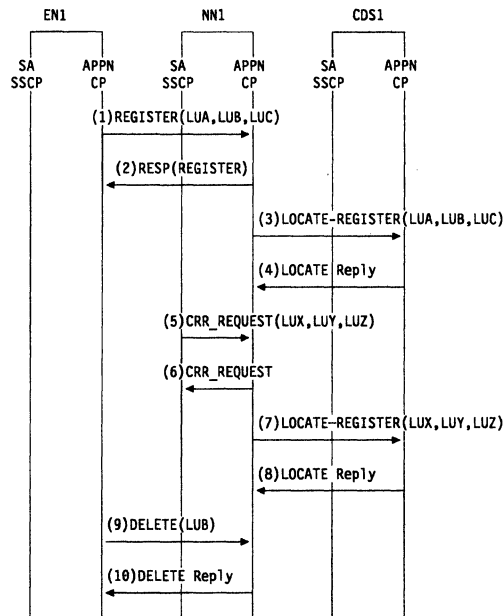 EN1 NN1 CDS1
SA APPN SA APPN SA APPN
SSCP CP SSCP CP SSCP CP
(1)REGISTER(LUA,LUB,LUC)
(2)RESP(REGISTER)
(3)LOCATE-REGISTER(LUA,LUB,LUC)
(4)LOCATE Reply
(5)CRR_REQUEST(LUX,LUY,LUZ)
(6)CRR_REQUEST
(7)LOCATE-REGISTER(LUX,LUY,LUZ)
(8)LOCATE Reply
(9)DELETE(LUB)
(10)DELETE Reply